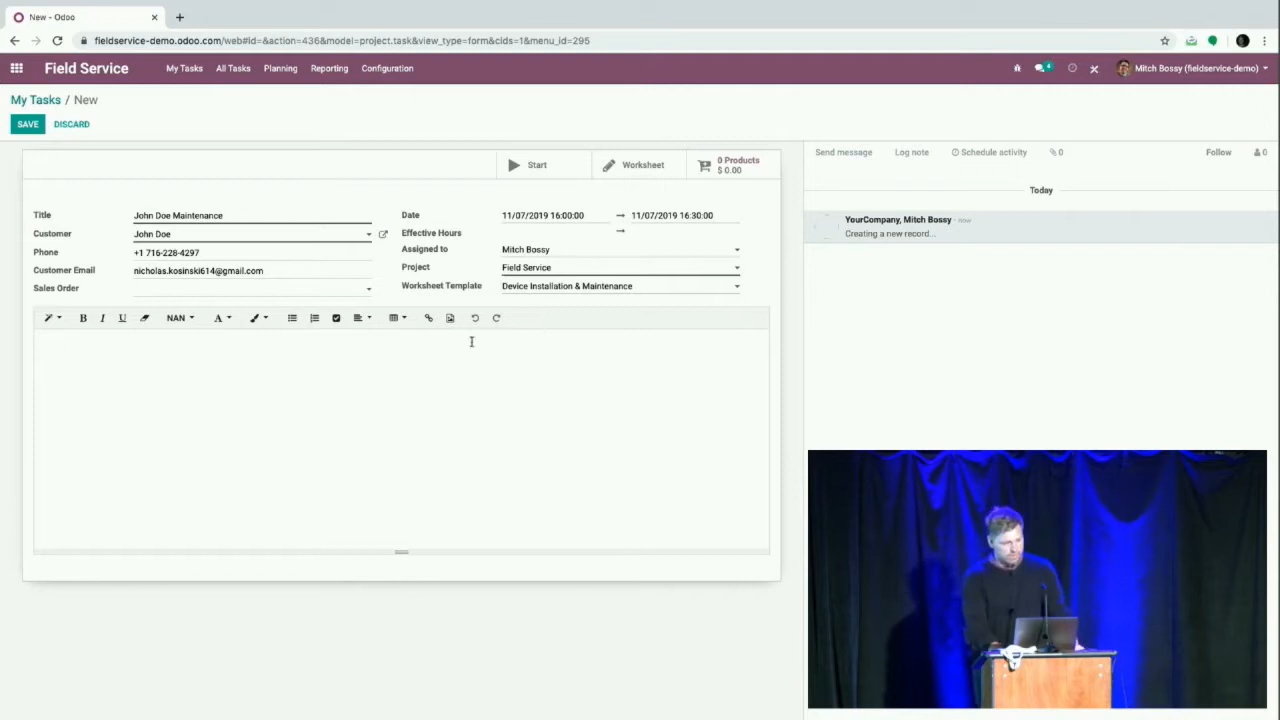 New - Odoo
fieldservice-demo.odoo.com/web#id=&action=436&model=project.task&view_type=form&cids=1&menu_id=295
Field Service My Tasks All Tasks Planning Reporting Configuration 4 Mitch Bossy (fieldservice-demo)
My Tasks / New
SAVE DISCARD
Start Worksheet 0 Products
$ 0.00
Send message Log note Schedule activity 0 Follow 0
Today
YourCompany, Mitch Bossy - now
Creating a new record...
Title John Doe Maintenance
Customer John Doe
Phone +1 716-228-4297
Customer Email nicholas.kosinski614@gmail.com
Sales Order
Date 11/07/2019 16:00:00 → 11/07/2019 16:30:00
Effective Hours →
Assigned to Mitch Bossy
Project Field Service
Worksheet Template Device Installation & Maintenance
B I U NAN A